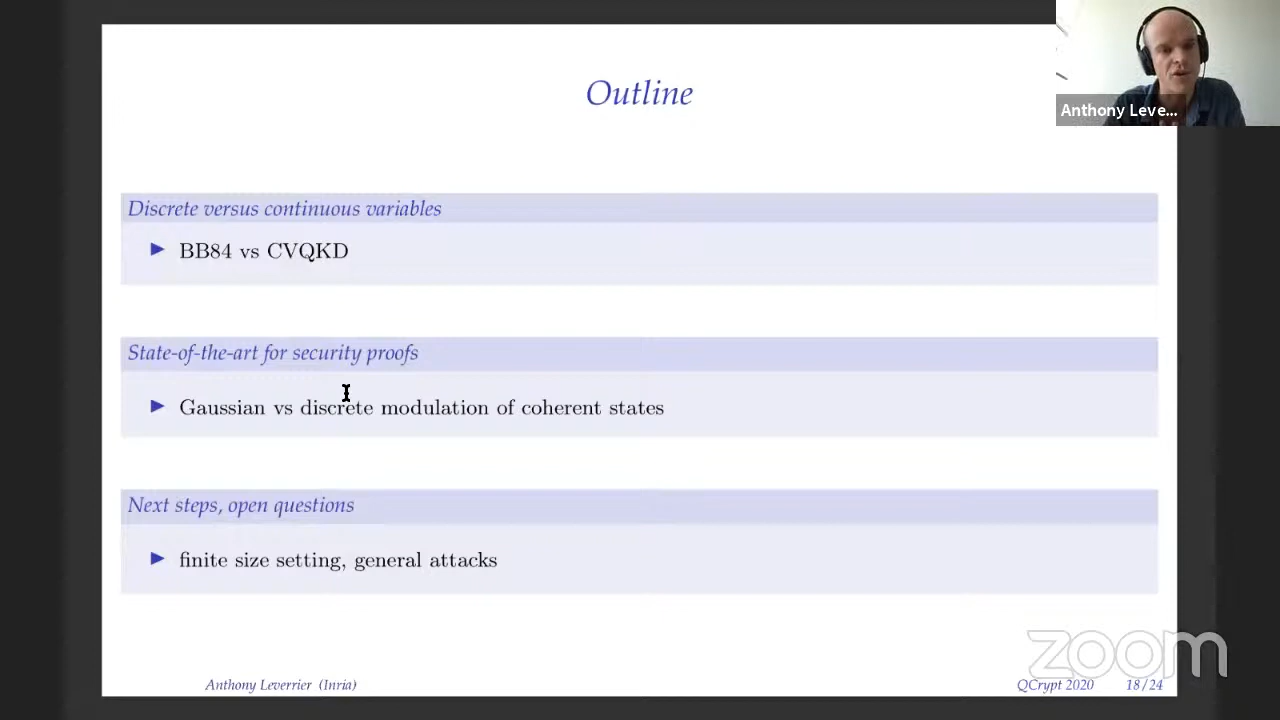 Outline
Anthony Leve...
Discrete versus continuous variables
BB84 vs CVQKD
State-of-the-art for security proofs
Gaussian vs discrete modulation of coherent states
Next steps, open questions
finite size setting, general attacks
zoom
Anthony Leverrier (Inria)
QCrypt 2020
18/24